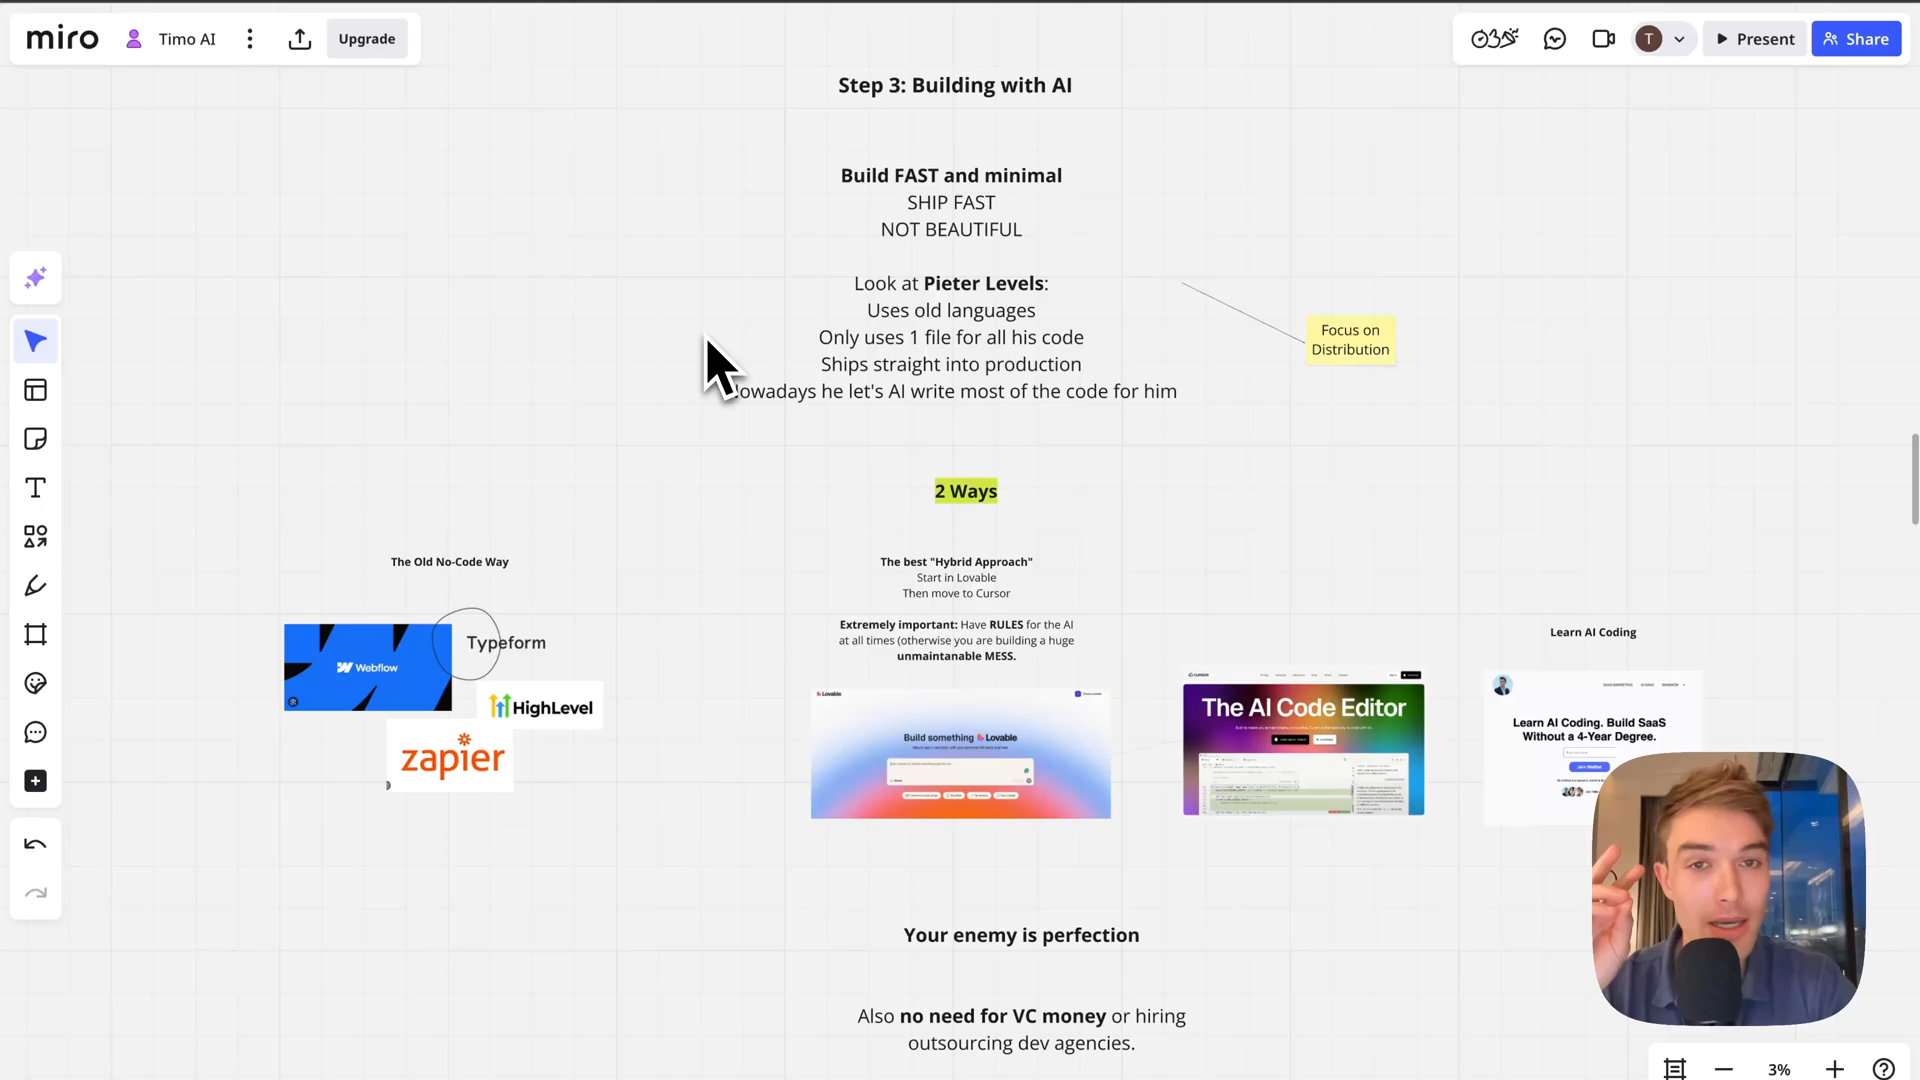 miro
Timo AI
Upgrade
T
Present
Share
Step 3: Building with AI
Build FAST and minimal
SHIP FAST
NOT BEAUTIFUL
Look at Pieter Levels:
Uses old languages
Only uses 1 file for all his code
Ships straight into production
owadays he let's AI write most of the code for him
Focus on
Distribution
2 Ways
The Old No-Code Way
Webflow
Typeform
HighLevel
zapier
The best "Hybrid Approach"
Start in Lovable
Then move to Cursor
Extremely important: Have RULES for the AI
at all times (otherwise you are building a huge
unmaintanable MESS.
Lovable
Build something Lovable
CURSOR
The AI Code Editor
Learn AI Coding
Learn AI Coding. Build SaaS
Without a 4-Year Degree.
Your enemy is perfection
Also no need for VC money or hiring
outsourcing dev agencies.
3%